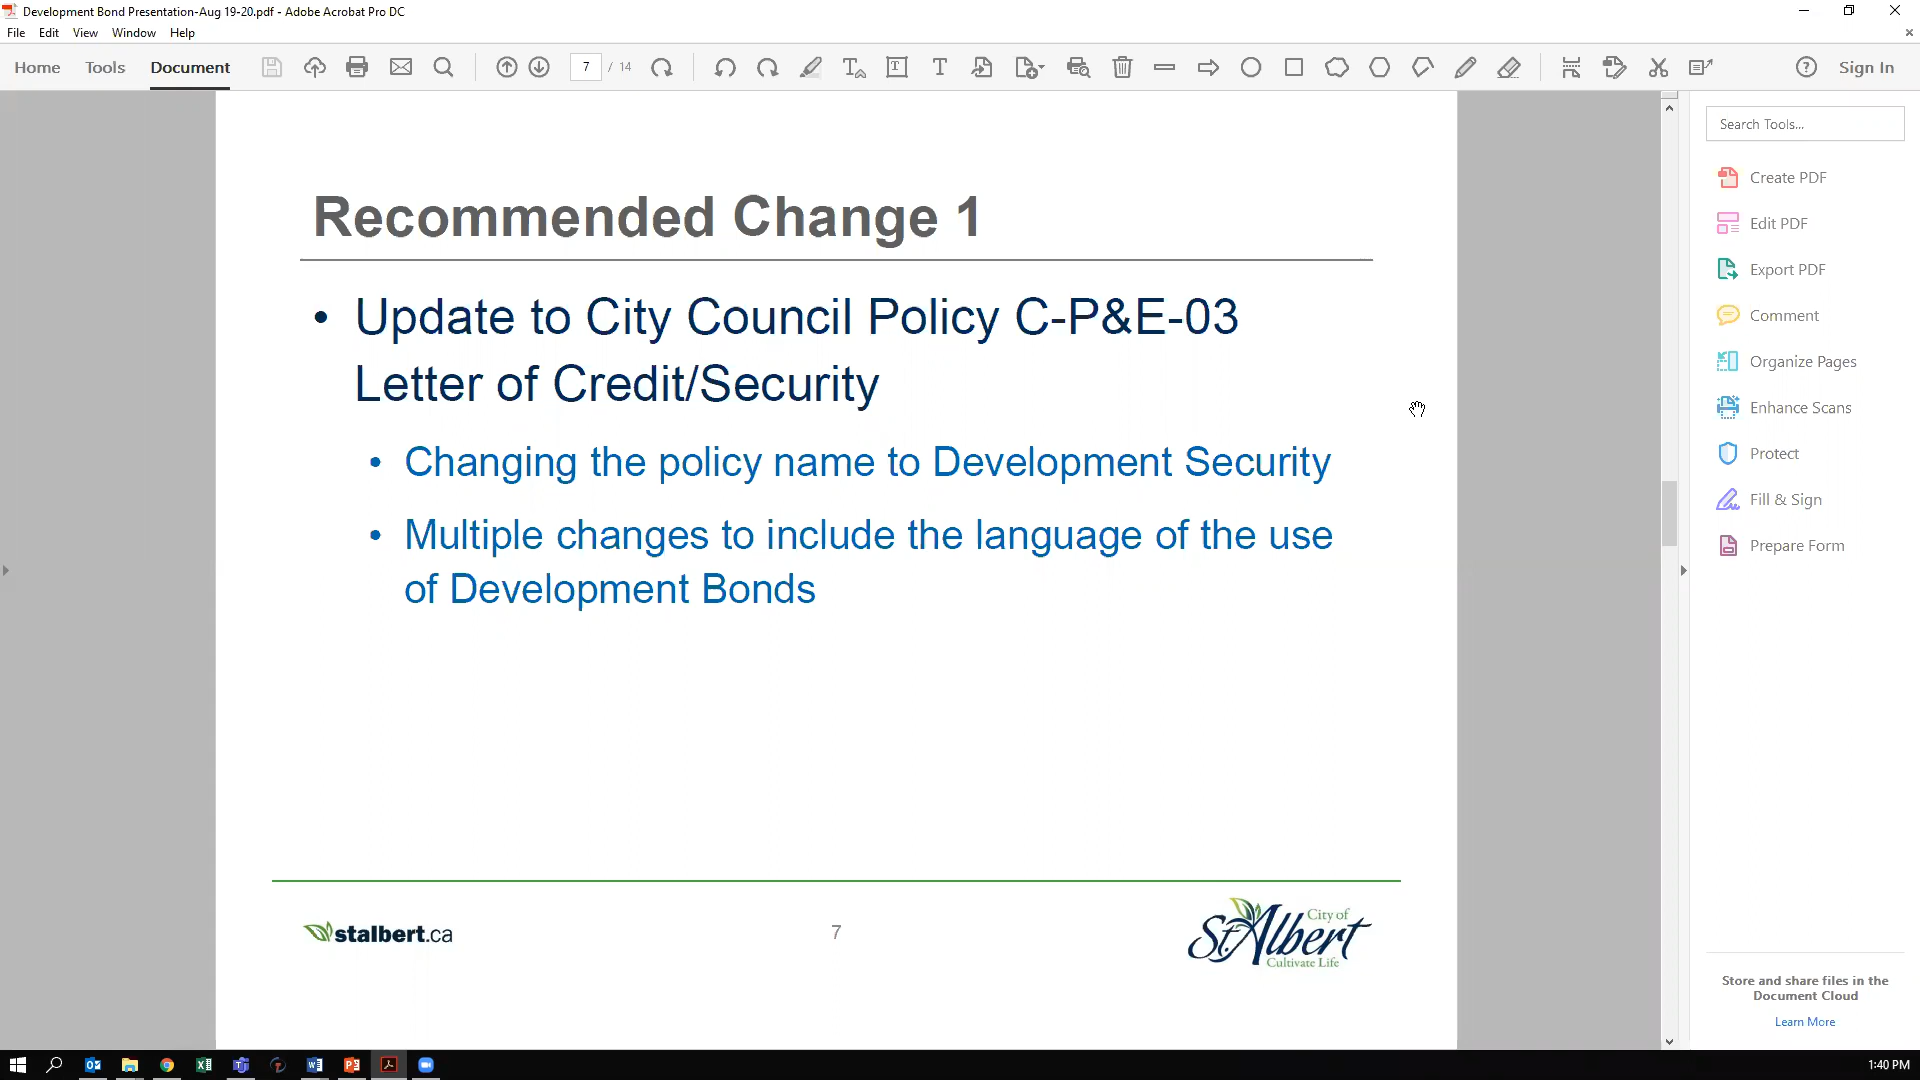 Development Bond Presentation-Aug 19-20.pdf - Adobe Acrobat Pro DC
File Edit View Window Help
Home Tools Document 7 / 14 Sign In
Search Tools...
Create PDF
Edit PDF
Export PDF
Comment
Organize Pages
Enhance Scans
Protect
Fill & Sign
Prepare Form
Recommended Change 1
• Update to City Council Policy C-P&E-03
Letter of Credit/Security
• Changing the policy name to Development Security
• Multiple changes to include the language of the use
of Development Bonds
stalbert.ca
7
City of
St. Albert
Cultivate Life
Store and share files in the
Document Cloud
Learn More
1:40 PM